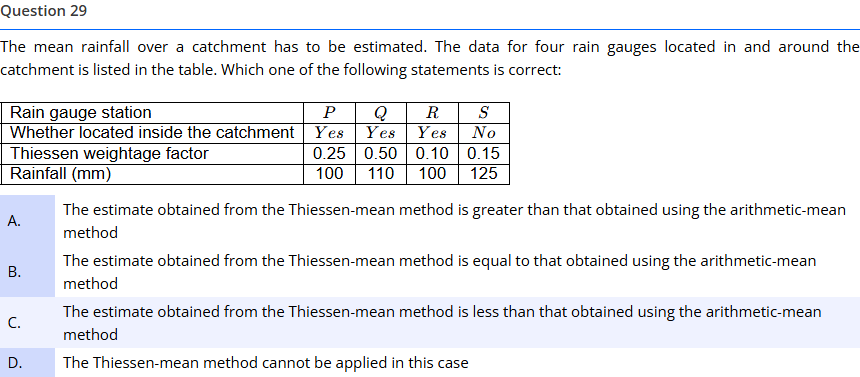 Question 29
The mean rainfall over a catchment has to be estimated. The data for four rain gauges located in and around the
catchment is listed in the table. Which one of the following statements is correct:
Rain gauge station P Q R S
Whether located inside the catchment Yes Yes Yes No
Thiessen weightage factor 0.25 0.50 0.10 0.15
Rainfall (mm) 100 110 100 125
A. The estimate obtained from the Thiessen-mean method is greater than that obtained using the arithmetic-mean
method
B. The estimate obtained from the Thiessen-mean method is equal to that obtained using the arithmetic-mean
method
C. The estimate obtained from the Thiessen-mean method is less than that obtained using the arithmetic-mean
method
D. The Thiessen-mean method cannot be applied in this case